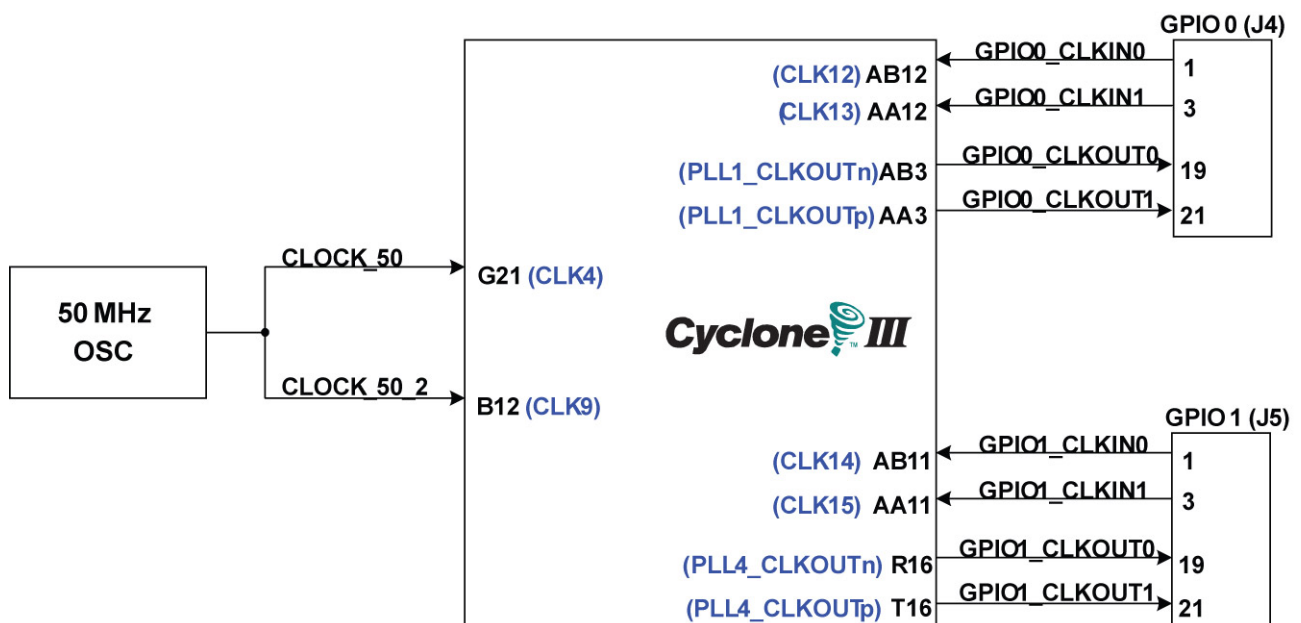 GPIO 0 (J4)
(CLK12) AB12
GPIO0_CLKIN0
1
(CLK13) AA12
GPIO0_CLKIN1
3
(PLL1_CLKOUTn) AB3
GPIO0_CLKOUT0
19
(PLL1_CLKOUTp) AA3
GPIO0_CLKOUT1
21
50 MHz
OSC
CLOCK_50
G21 (CLK4)
CLOCK_50_2
B12 (CLK9)
Cyclone III
TM
GPIO 1 (J5)
(CLK14) AB11
GPIO1_CLKIN0
1
(CLK15) AA11
GPIO1_CLKIN1
3
(PLL4_CLKOUTn) R16
GPIO1_CLKOUT0
19
(PLL4_CLKOUTp) T16
GPIO1_CLKOUT1
21